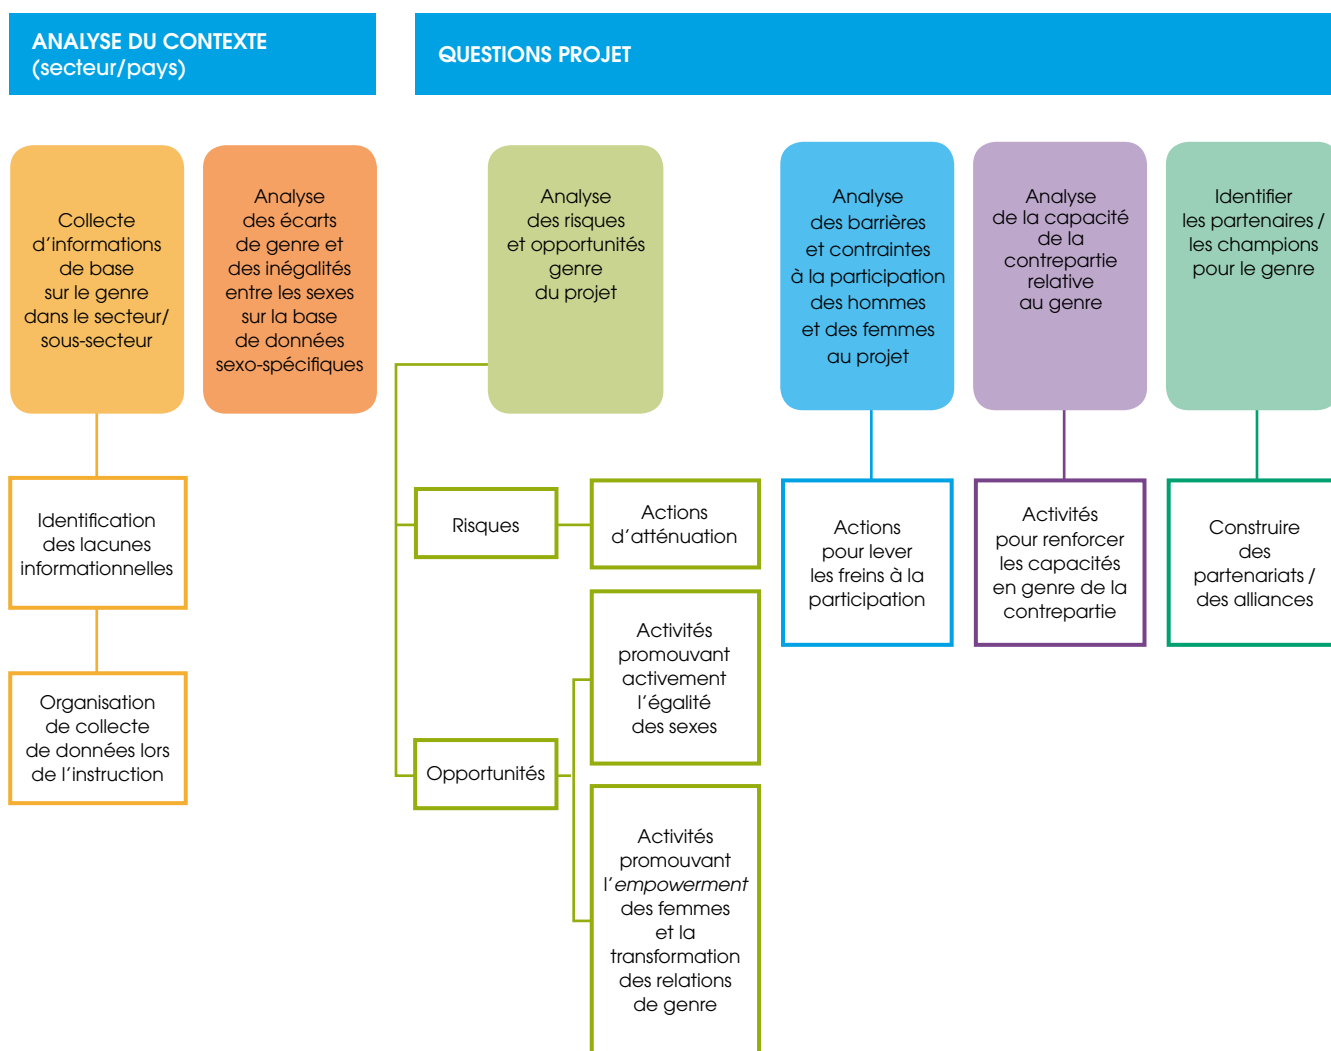 ANALYSE DU CONTEXTE
(secteur/pays)
QUESTIONS PROJET
Collecte
d'informations
de base
sur le genre
dans le secteur/
sous-secteur
Analyse
des écarts
de genre et
des inégalités
entre les sexes
sur la base
de données
sexo-spécifiques
Analyse
des risques
et opportunités
genre
du projet
Analyse
des barrières
et contraintes
à la participation
des hommes
et des femmes
au projet
Analyse
de la capacité
de la
contrepartie
relative
au genre
Identifier
les partenaires /
les champions
pour le genre
Identification
des lacunes
informationnelles
Organisation
de collecte
de données lors
de l'instruction
Risques
Actions
d'atténuation
Opportunités
Activités
promouvant
activement
l'égalité
des sexes
Activités
promouvant
l'empowerment
des femmes
et la
transformation
des relations
de genre
Actions
pour lever
les freins à la
participation
Activités
pour renforcer
les capacités
en genre de la
contrepartie
Construire
des
partenariats /
des alliances